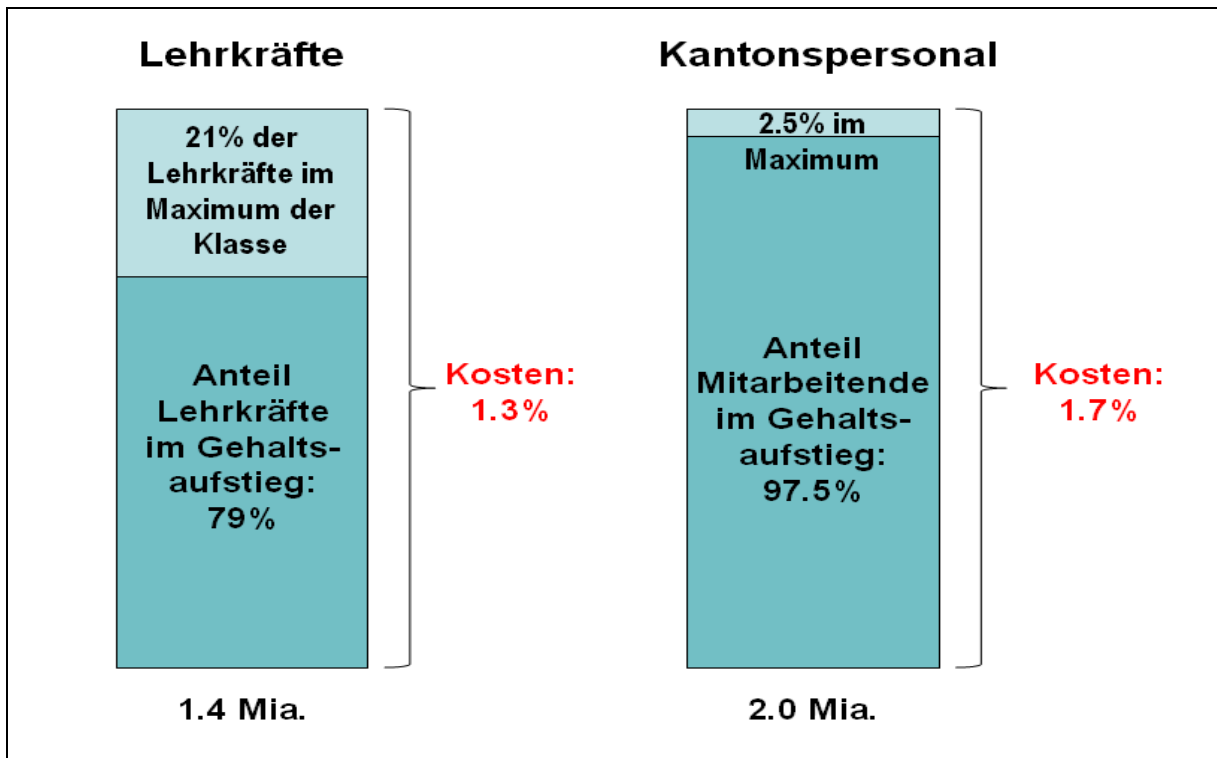 Lehrkräfte
21% der
Lehrkräfte im
Maximum der
Klasse
Anteil
Lehrkräfte
im Gehalts-
aufstieg:
79%
Kosten:
1.3%
1.4 Mia.
Kantonspersonal
2.5% im
Maximum
Anteil
Mitarbeitende
im Gehalts-
aufstieg:
97.5%
Kosten:
1.7%
2.0 Mia.